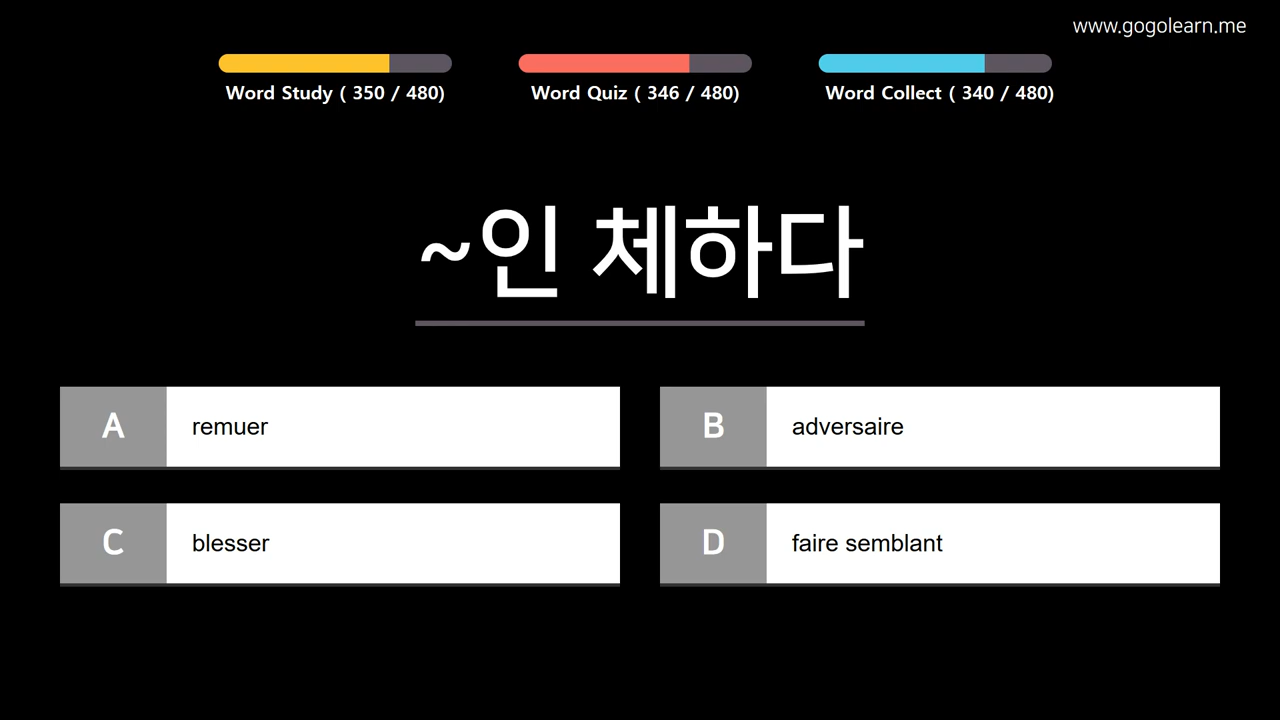 www.gogolearn.me
Word Study ( 350 / 480)
Word Quiz ( 346 / 480)
Word Collect ( 340 / 480)
~인 체하다
A remuer
B adversaire
C blesser
D faire semblant